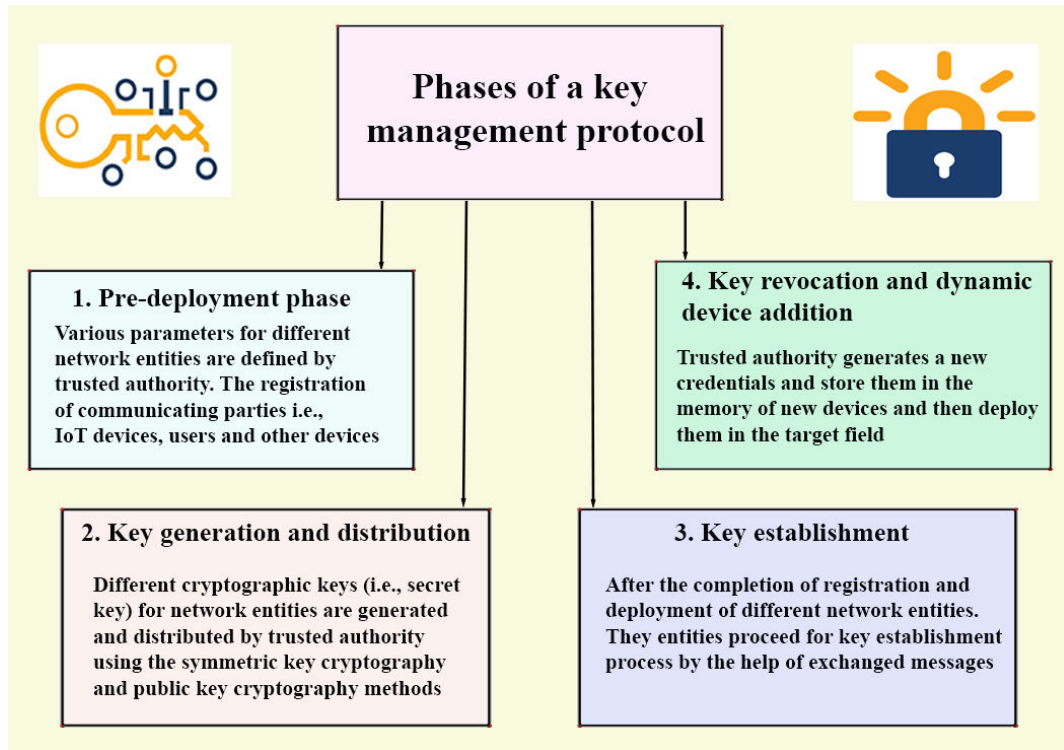 Phases of a key
management protocol
1. Pre-deployment phase
Various parameters for different
network entities are defined by
trusted authority. The registration
of communicating parties i.e.,
IoT devices, users and other devices
2. Key generation and distribution
Different cryptographic keys (i.e., secret
key) for network entities are generated
and distributed by trusted authority
using the symmetric key cryptography
and public key cryptography methods
3. Key establishment
After the completion of registration and
deployment of different network entities.
They entities proceed for key establishment
process by the help of exchanged messages
4. Key revocation and dynamic
device addition
Trusted authority generates a new
credentials and store them in the
memory of new devices and then deploy
them in the target field